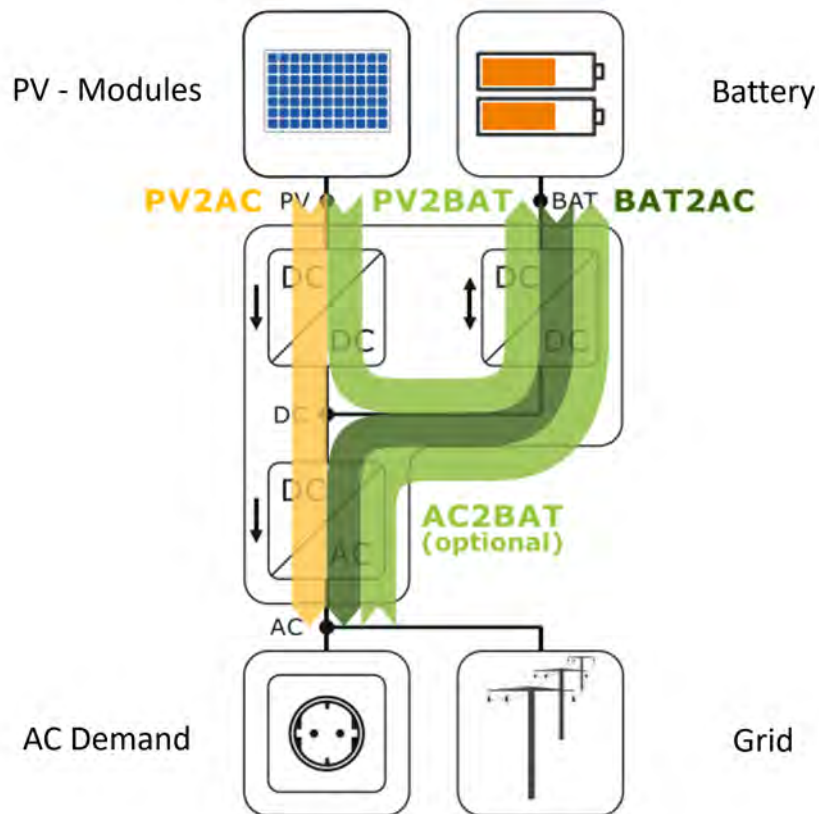 PV - Modules
Battery
PV2AC
PV
PV2BAT
BAT
BAT2AC
DC
DC
DC
DC
DC
DC
AC
AC2BAT
(optional)
AC
AC Demand
Grid